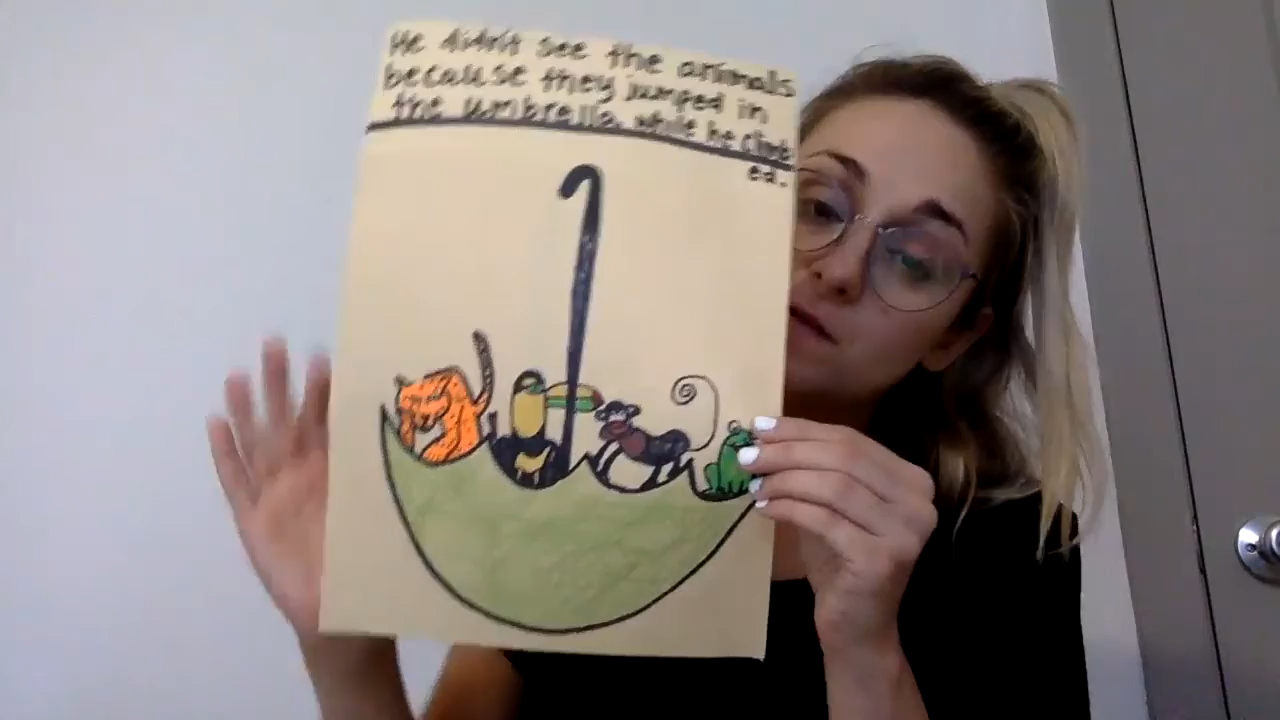 He didn't see the animals
because they jumped in
the umbrella while he climb
ed.